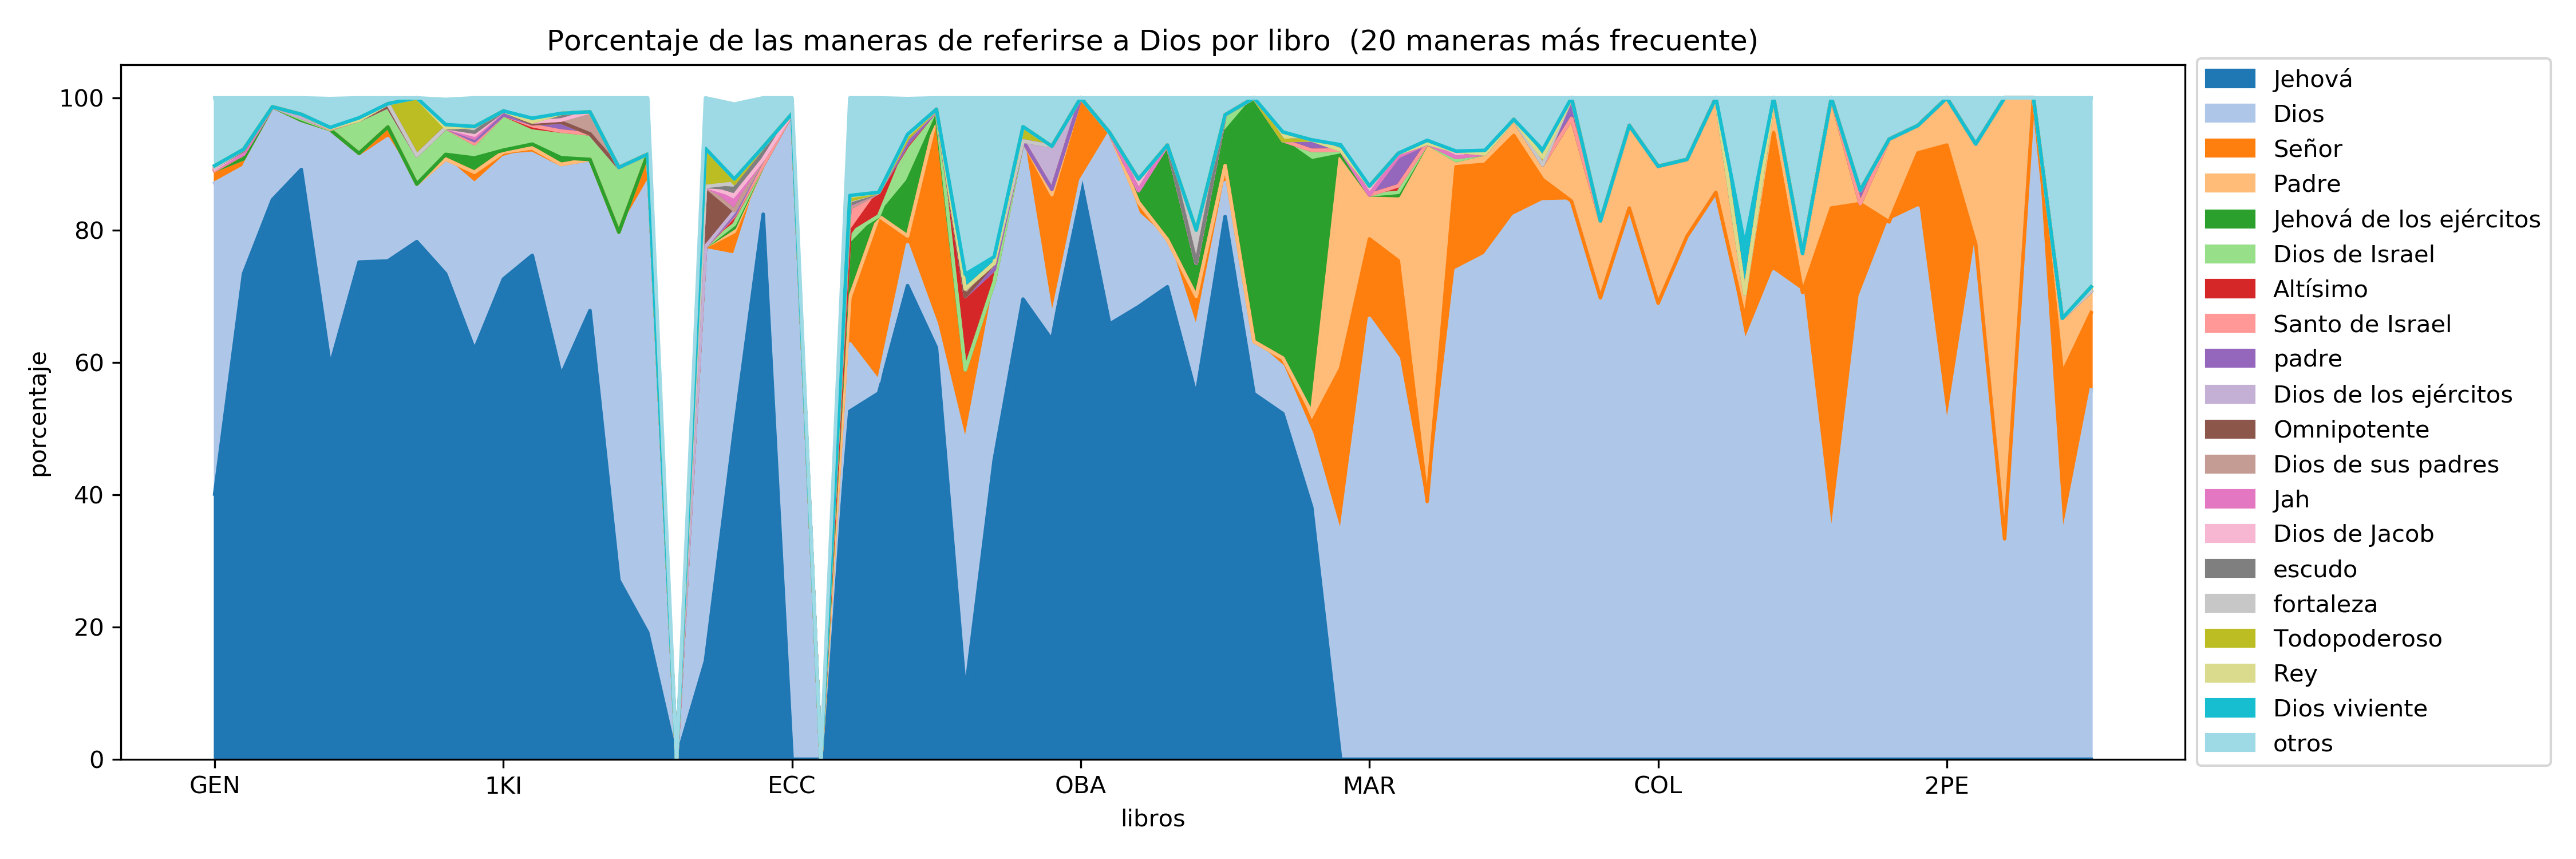 Porcentaje de las maneras de referirse a Dios por libro  (20 maneras más frecuente)
porcentaje
100
80
60
40
20
0
GEN
1KI
ECC
OBA
MAR
COL
2PE
libros
Jehová
Dios
Señor
Padre
Jehová de los ejércitos
Dios de Israel
Altísimo
Santo de Israel
padre
Dios de los ejércitos
Omnipotente
Dios de sus padres
Jah
Dios de Jacob
escudo
fortaleza
Todopoderoso
Rey
Dios viviente
otros